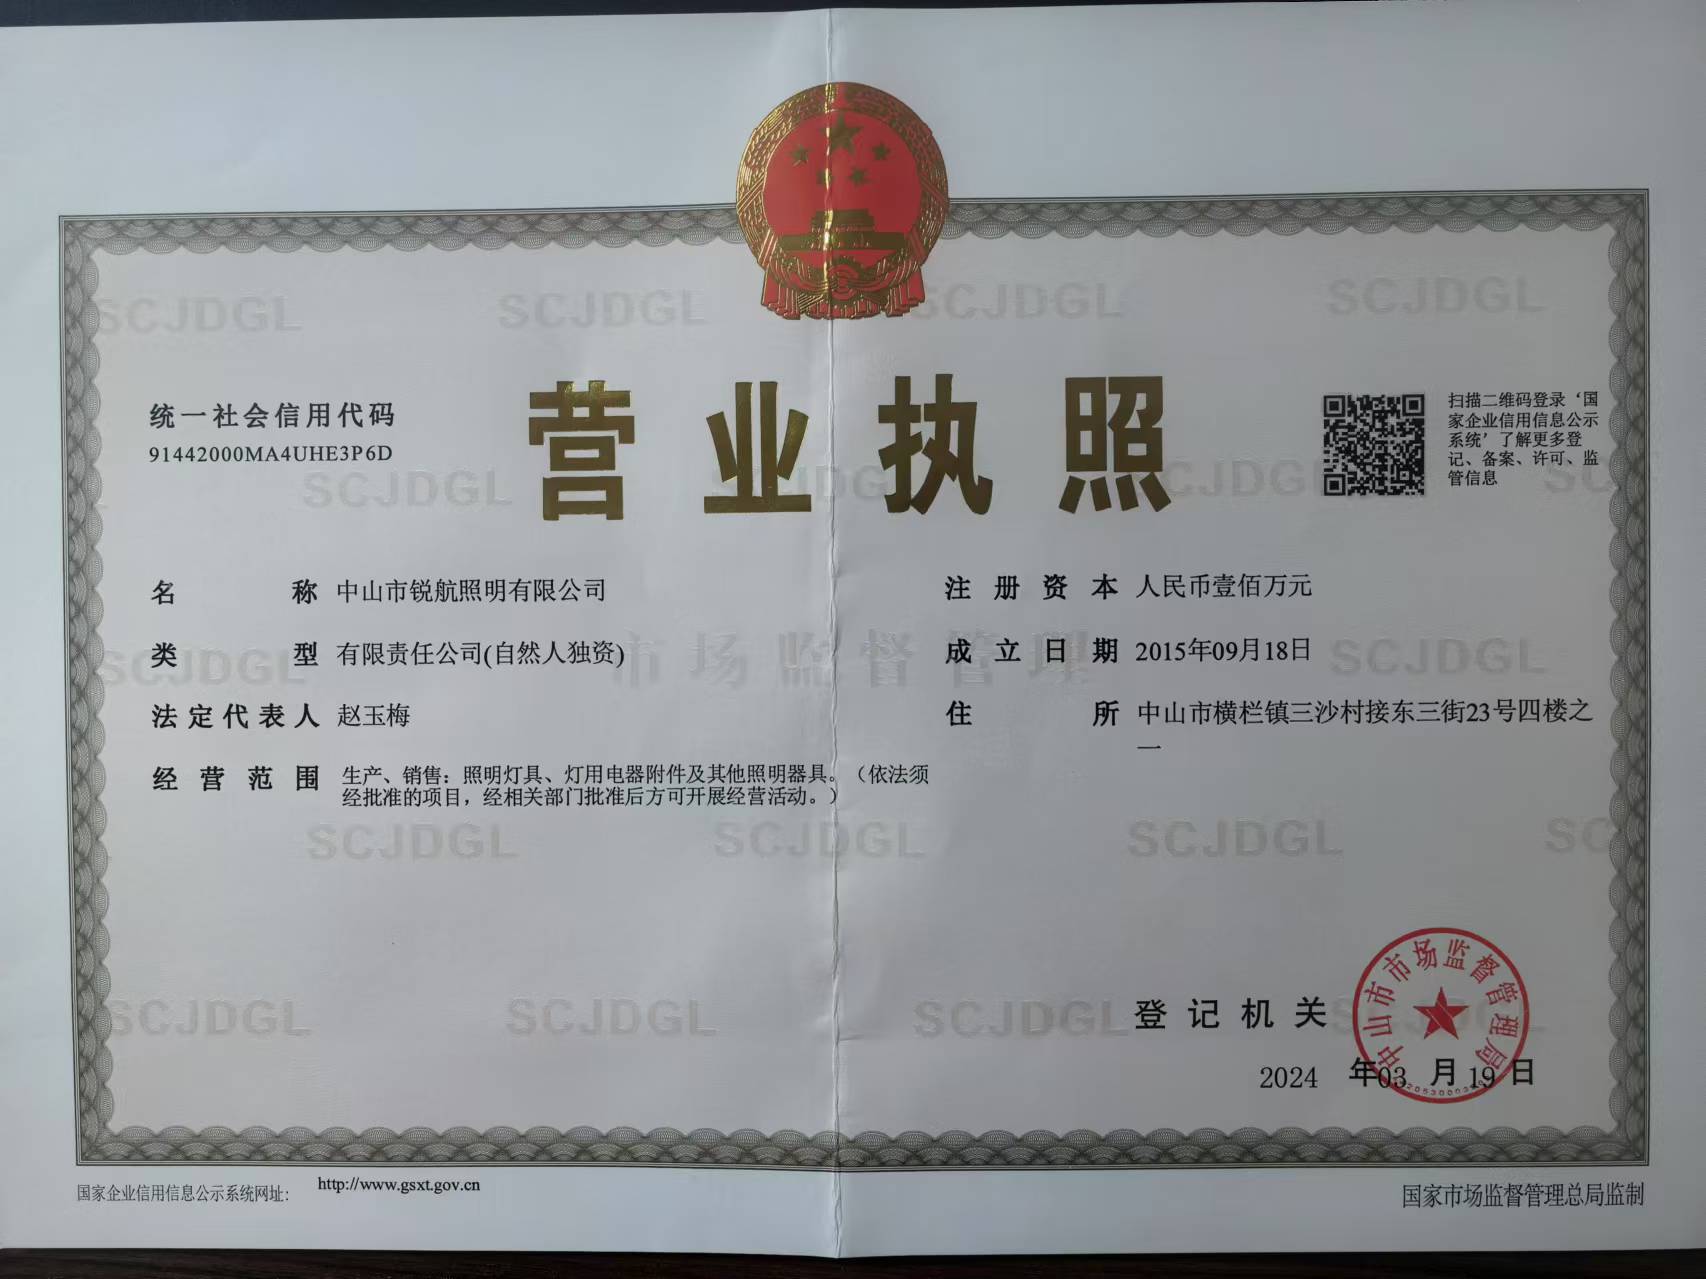 营业执照
统一社会信用代码
91442000MA4UHE3P6D
扫描二维码登录‘国
家企业信用信息公示
系统’了解更多登
记、备案、许可、监
管信息
名称 中山市锐航照明有限公司
类型 有限责任公司(自然人独资)
法定代表人 赵玉梅
经营范围 生产、销售：照明灯具、灯用电器附件及其他照明器具。（依法须
经批准的项目，经相关部门批准后方可开展经营活动。）
注册资本 人民币壹佰万元
成立日期 2015年09月18日
住所 中山市横栏镇三沙村接东三街23号四楼之
一
市场监督管理
SCJDGL
登记机关
中山市市场监督管理局
2024 年03 月19日
国家企业信用信息公示系统网址：
http://www.gsxt.gov.cn
国家市场监督管理总局监制